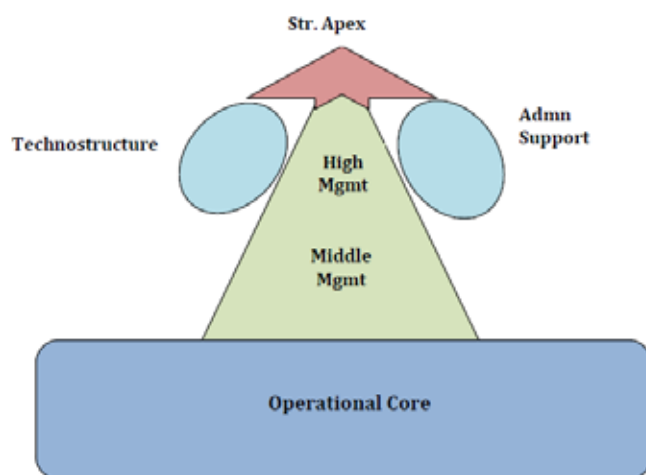 Str. Apex
Technostructure
Admn
Support
High
Mgmt
Middle
Mgmt
Operational Core